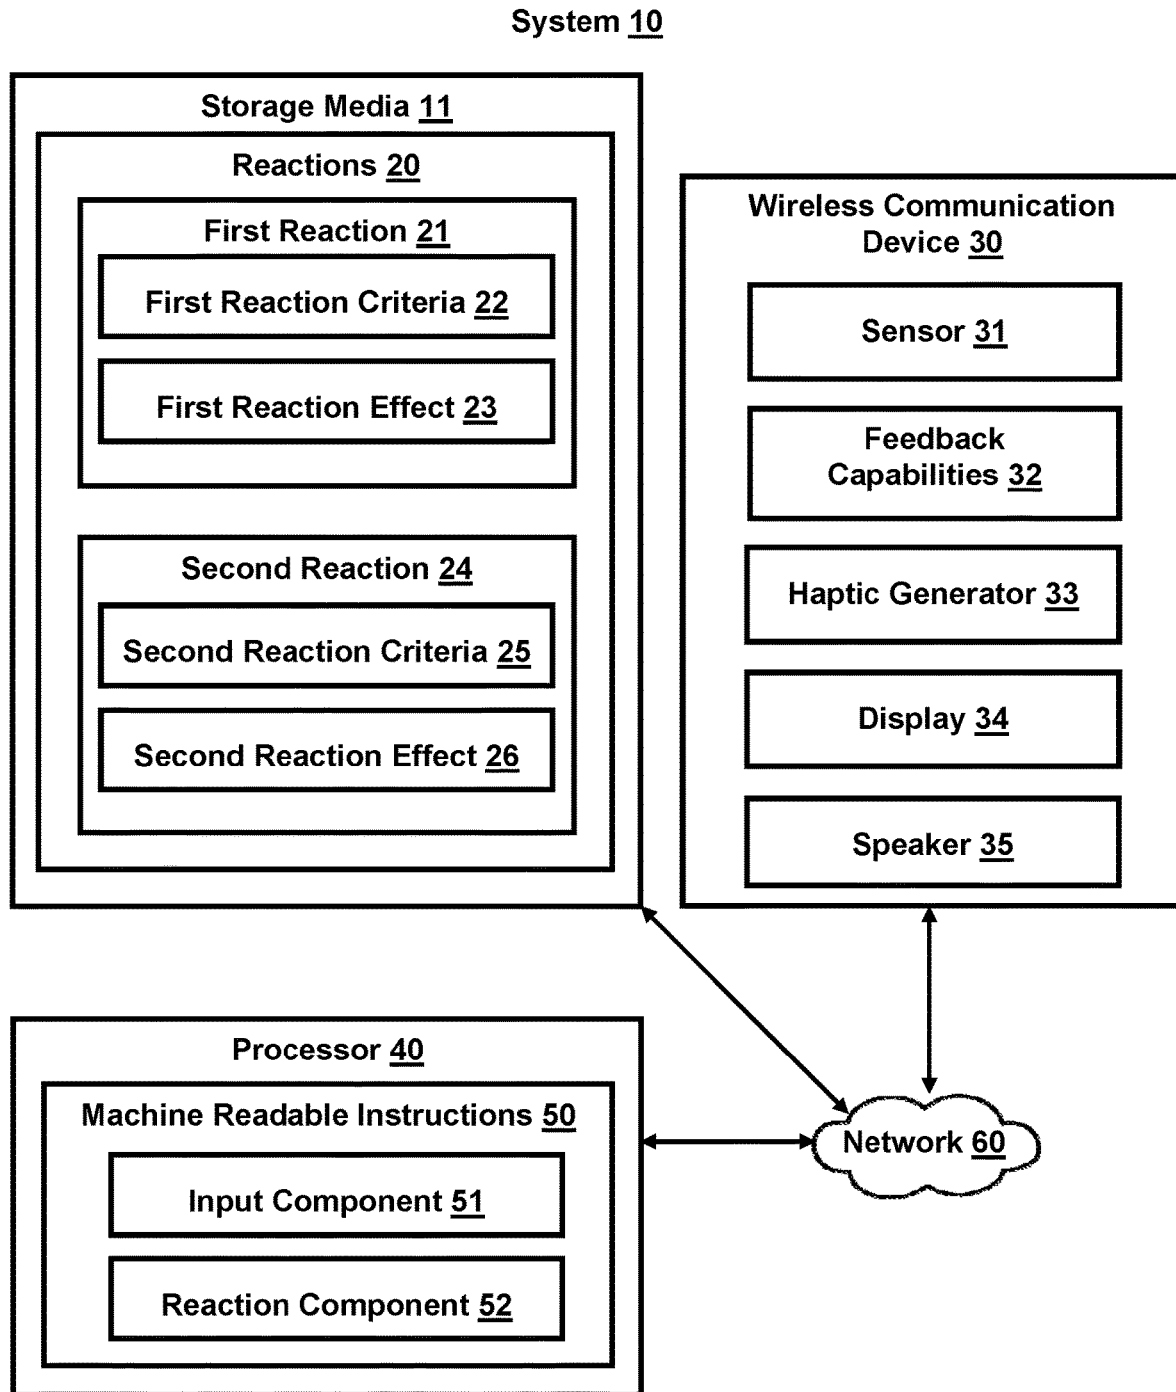 System 10
Storage Media 11
Reactions 20
First Reaction 21
First Reaction Criteria 22
First Reaction Effect 23
Second Reaction 24
Second Reaction Criteria 25
Second Reaction Effect 26
Wireless Communication
Device 30
Sensor 31
Feedback
Capabilities 32
Haptic Generator 33
Display 34
Speaker 35
Processor 40
Machine Readable Instructions 50
Input Component 51
Reaction Component 52
Network 60